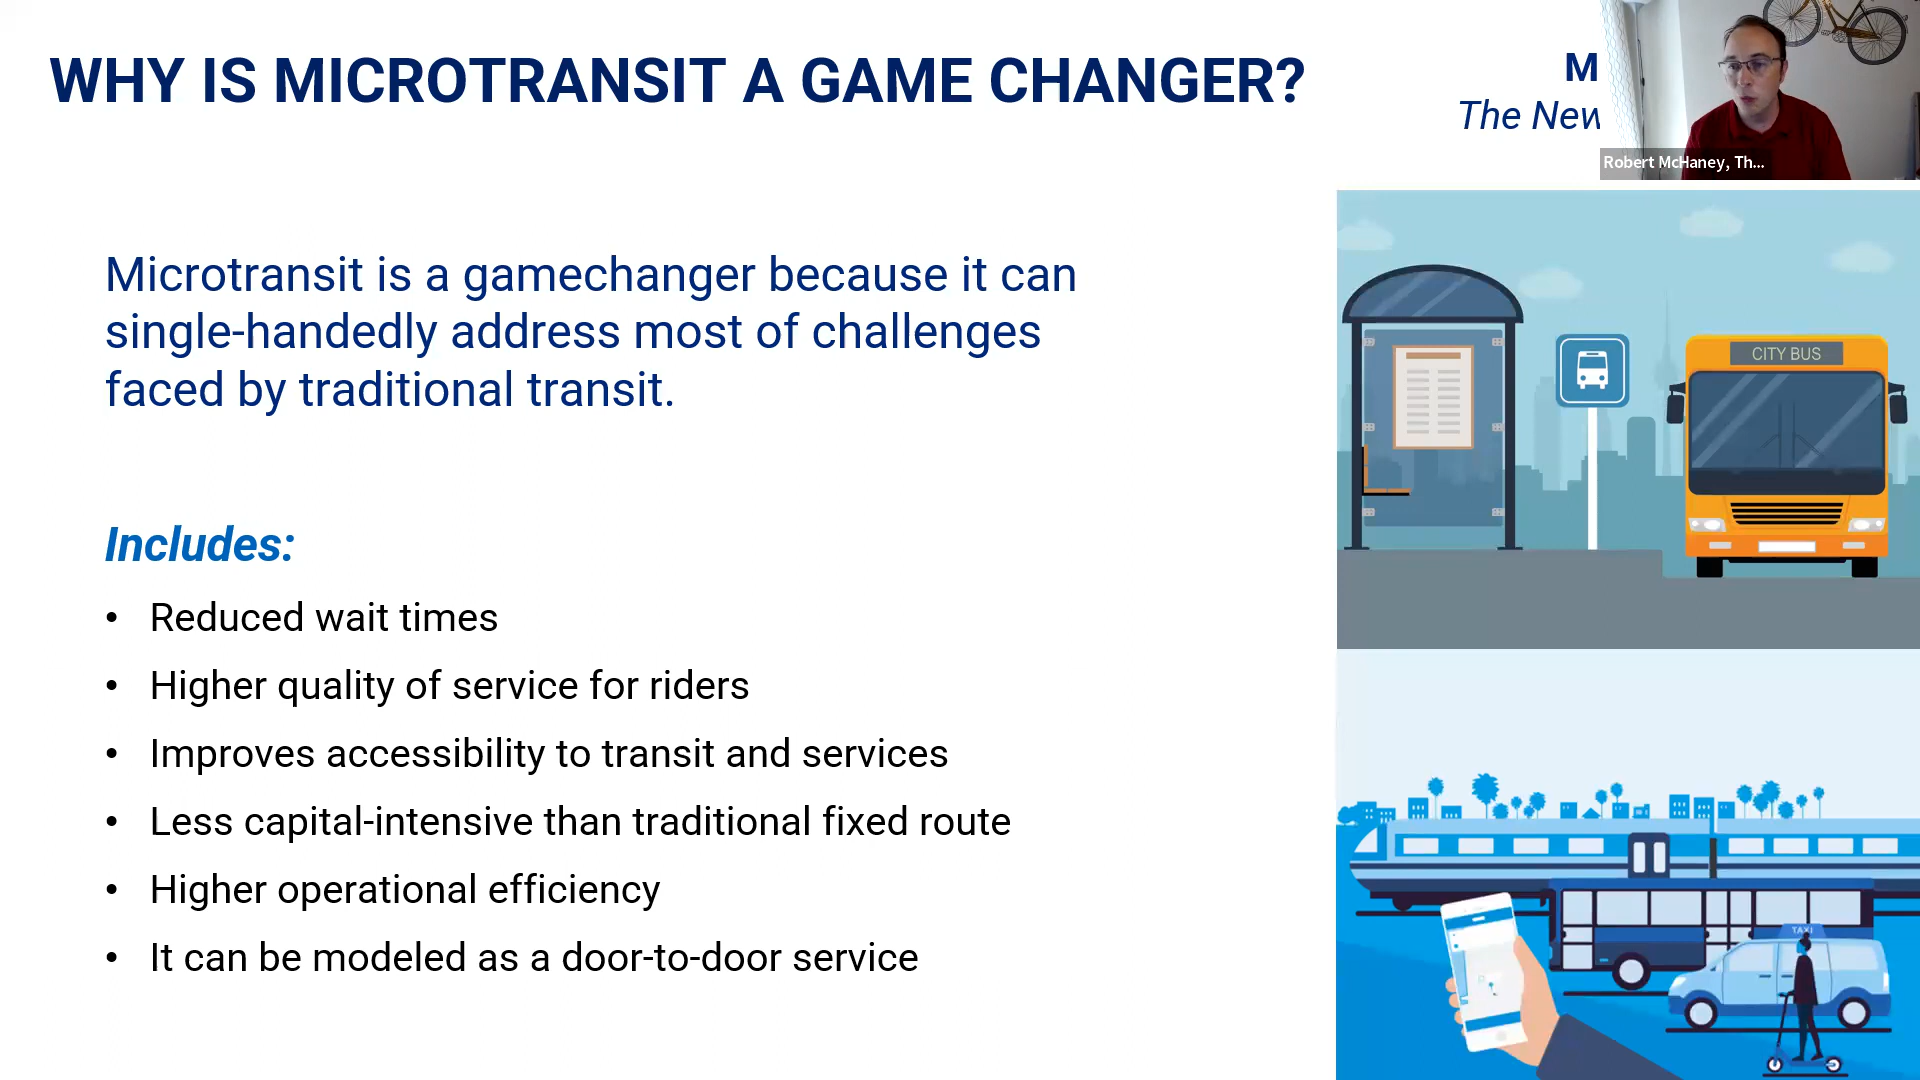 WHY IS MICROTRANSIT A GAME CHANGER?
M
The New
Robert McHaney, Th...
Microtransit is a gamechanger because it can
single-handedly address most of challenges
faced by traditional transit.
Includes:
• Reduced wait times
• Higher quality of service for riders
• Improves accessibility to transit and services
• Less capital-intensive than traditional fixed route
• Higher operational efficiency
• It can be modeled as a door-to-door service
CITY BUS
TAXI